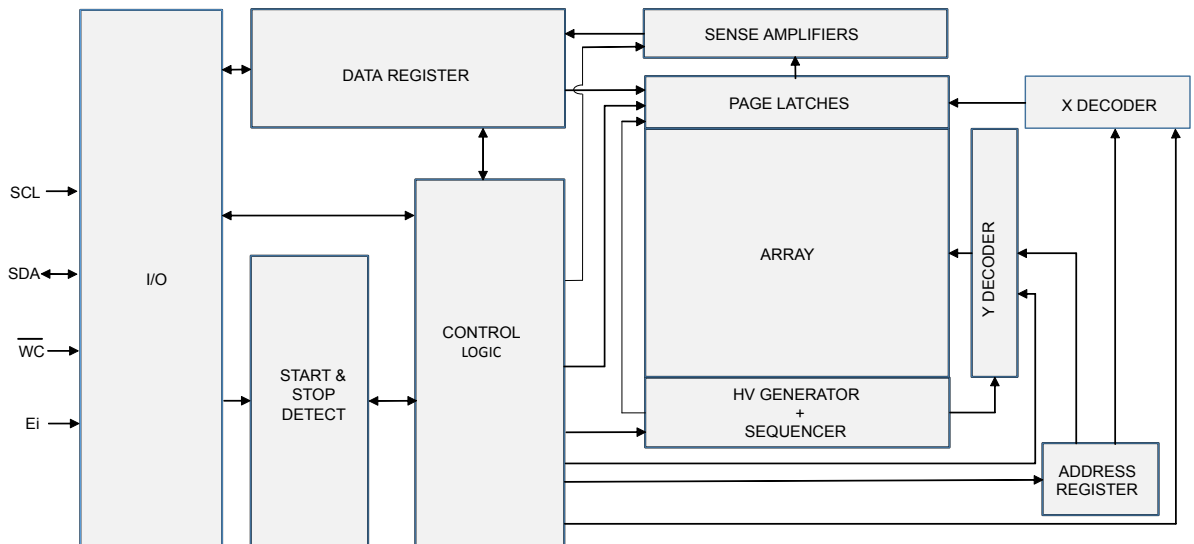 SENSE AMPLIFIERS
DATA REGISTER
PAGE LATCHES
X DECODER
SCL
SDA
WC
Ei
I/O
START &
STOP
DETECT
CONTROL
LOGIC
ARRAY
Y DECODER
HV GENERATOR
+
SEQUENCER
ADDRESS
REGISTER